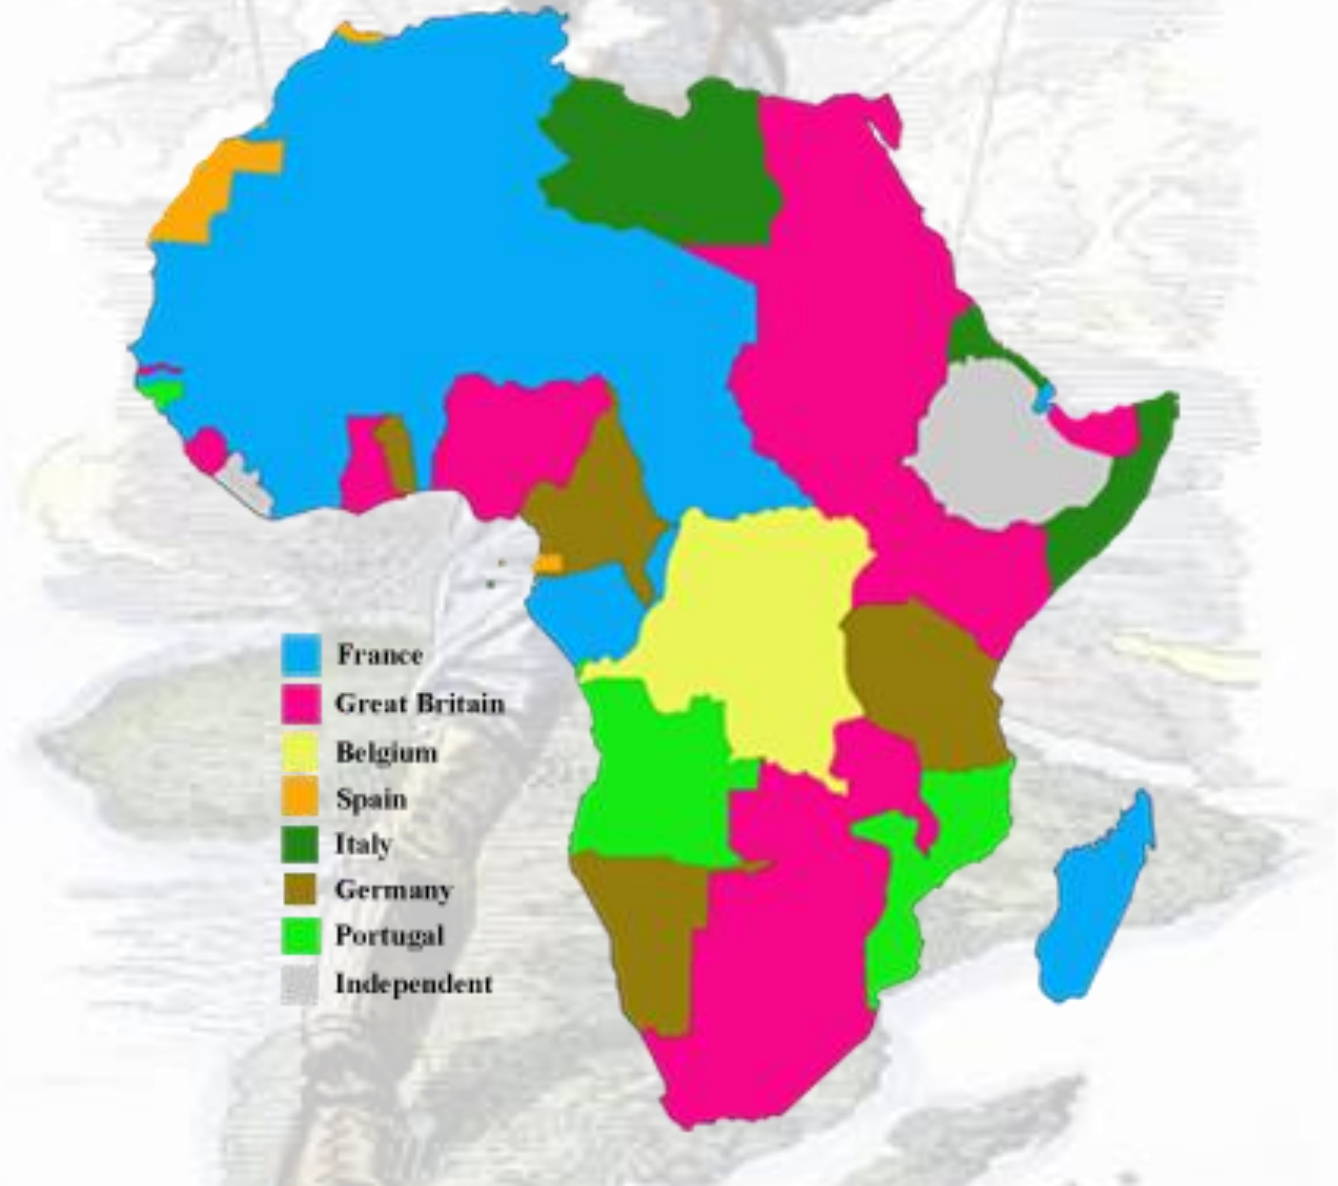 France
Great Britain
Belgium
Spain
Italy
Germany
Portugal
Independent